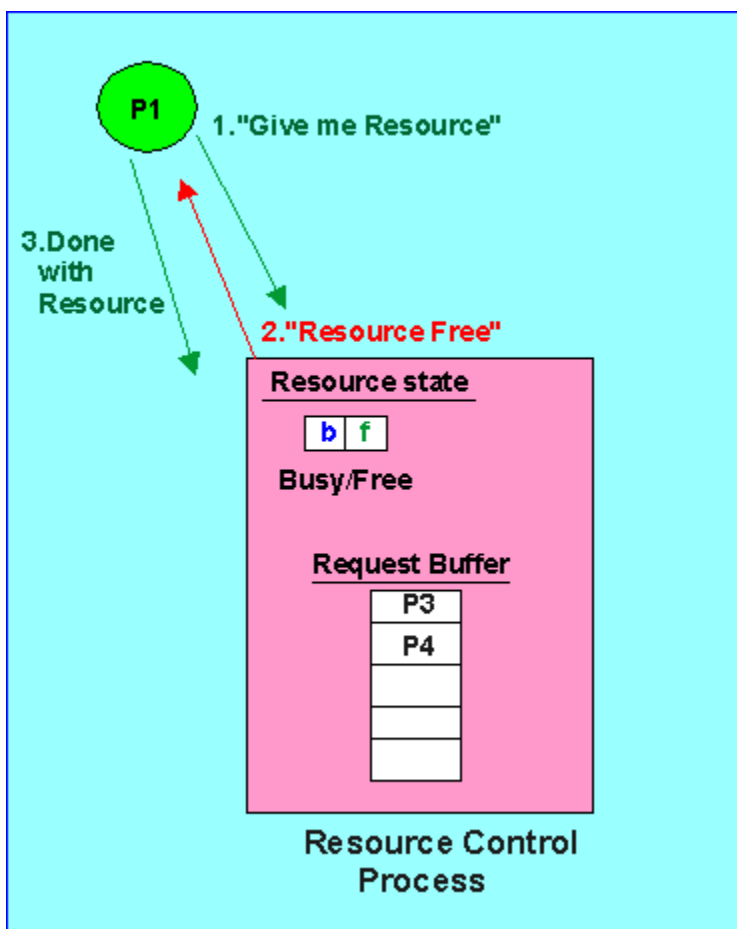 P1
1."Give me Resource"
3.Done
with
Resource
2."Resource Free"
Resource state
b f
Busy/Free
Request Buffer
P3
P4
Resource Control
Process